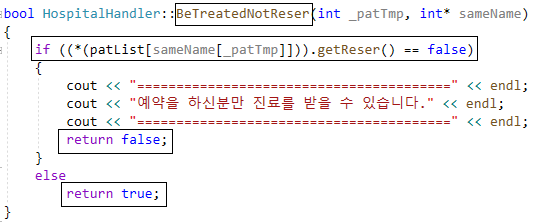 bool HospitalHandler::BeTreatedNotReser(int _patTmp, int* sameName)
{
if ((*(patList[sameName[_patTmp]])).getReser() == false)
{
cout << "====================================" << endl;
cout << "예약을 하신분만 진료를 받을 수 있습니다." << endl;
cout << "====================================" << endl;
return false;
}
else
return true;
}